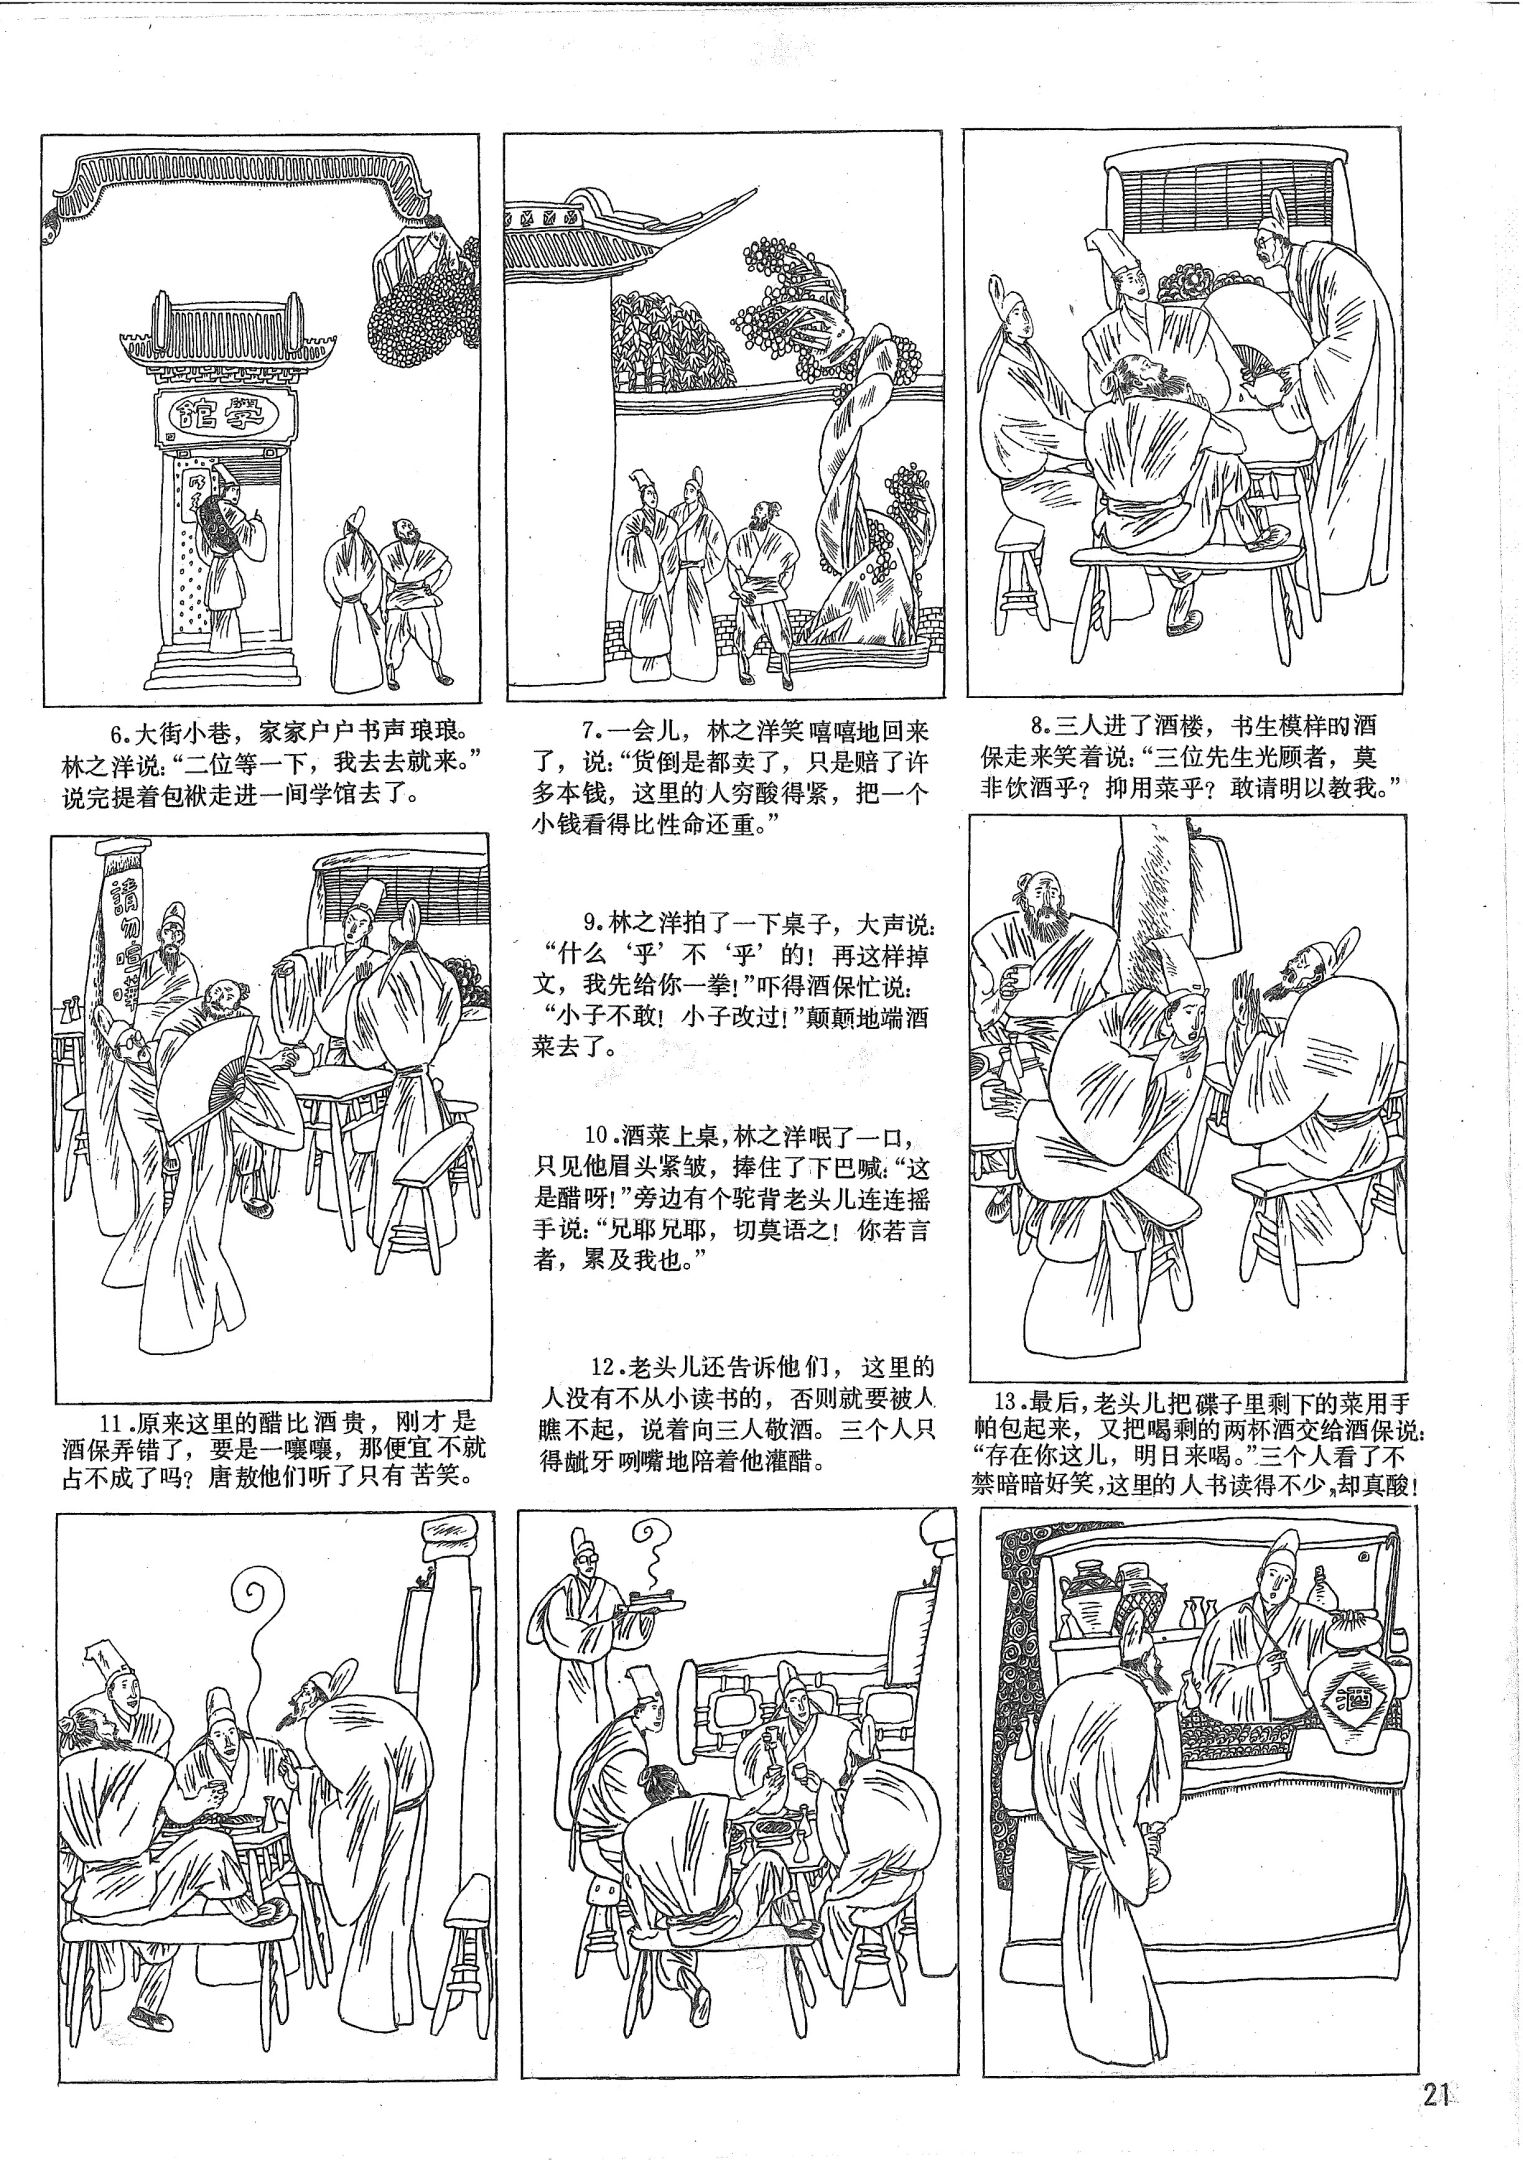 學館
6.大街小巷，家家户户书声琅琅。
林之洋说：“二位等一下，我去去就来。”
说完提着包袱走进一间学馆去了。
7.一会儿，林之洋笑嘻嘻地回来
了，说：“货倒是都卖了，只是赔了许
多本钱，这里的人穷酸得紧，把一个
小钱看得比性命还重。”
8.三人进了酒楼，书生模样的酒
保走来笑着说：“三位先生光顾者，莫
非饮酒乎？抑用菜乎？敢请明以教我。”
請勿喧嘩
9.林之洋拍了一下桌子，大声说：
“什么‘乎’不‘乎’的！再这样掉
文，我先给你一拳！”吓得酒保忙说：
“小子不敢！小子改过！”颠颠地端酒
菜去了。
10.酒菜上桌，林之洋呡了一口，
只见他眉头紧皱，捧住了下巴喊：“这
是醋呀！”旁边有个驼背老头儿连连摇
手说：“兄耶兄耶，切莫语之！你若言
者，累及我也。”
11.原来这里的醋比酒贵，刚才是
酒保弄错了，要是一嚷嚷，那便宜不就
占不成了吗？唐敖他们听了只有苦笑。
12.老头儿还告诉他们，这里的
人没有不从小读书的，否则就要被人
瞧不起，说着向三人敬酒。三个人只
得龇牙咧嘴地陪着他灌醋。
13.最后，老头儿把碟子里剩下的菜用手
帕包起来，又把喝剩的两杯酒交给酒保说：
“存在你这儿，明日来喝。”三个人看了不
禁暗暗好笑，这里的人书读得不少，却真酸！
酒
21